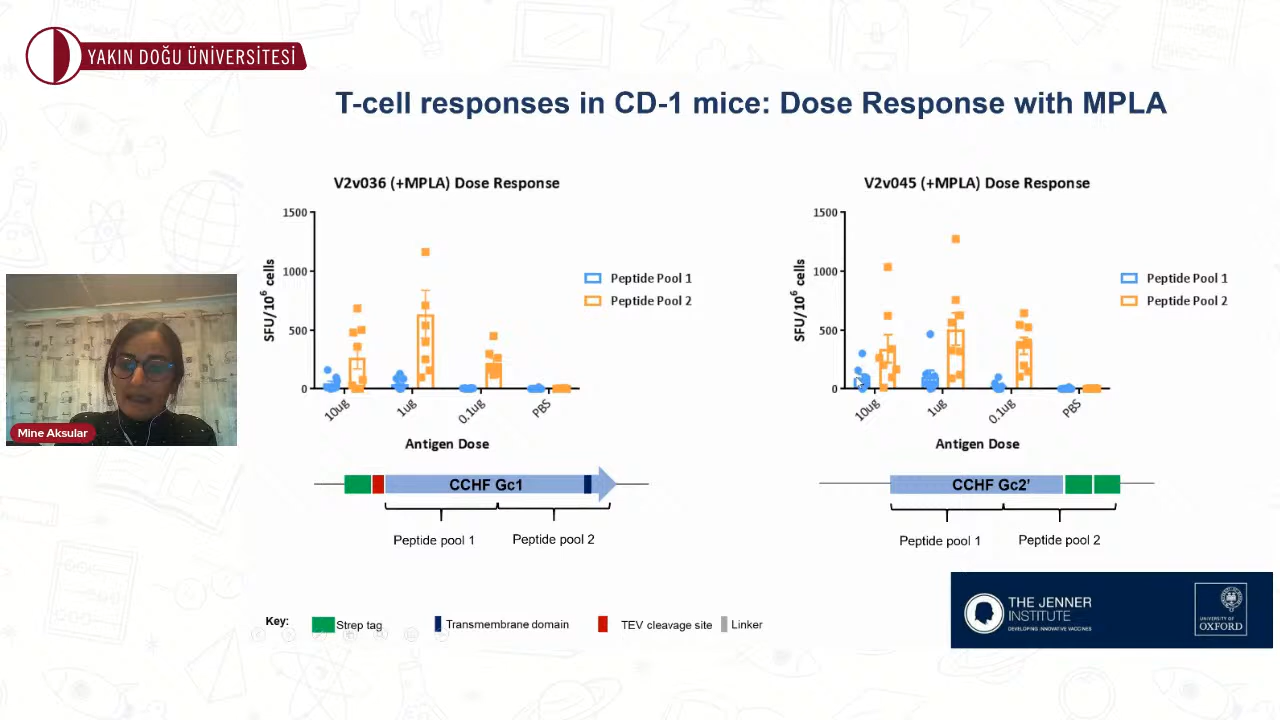 YAKIN DOĞU ÜNİVERSİTESİ
T-cell responses in CD-1 mice: Dose Response with MPLA
V2v036 (+MPLA) Dose Response
1500
1000
500
0
SFU/10⁶ cells
10ug
1ug
0.1ug
PBS
Antigen Dose
Peptide Pool 1
Peptide Pool 2
V2v045 (+MPLA) Dose Response
1500
1000
500
0
SFU/10⁶ cells
10ug
1ug
0.1ug
PBS
Antigen Dose
Peptide Pool 1
Peptide Pool 2
Mine Aksular
CCHF Gc1
Peptide pool 1
Peptide pool 2
CCHF Gc2'
Peptide pool 1
Peptide pool 2
Key:
Strep tag
Transmembrane domain
TEV cleavage site
Linker
THE JENNER
INSTITUTE
DEVELOPING INNOVATIVE VACCINES
UNIVERSITY OF
OXFORD